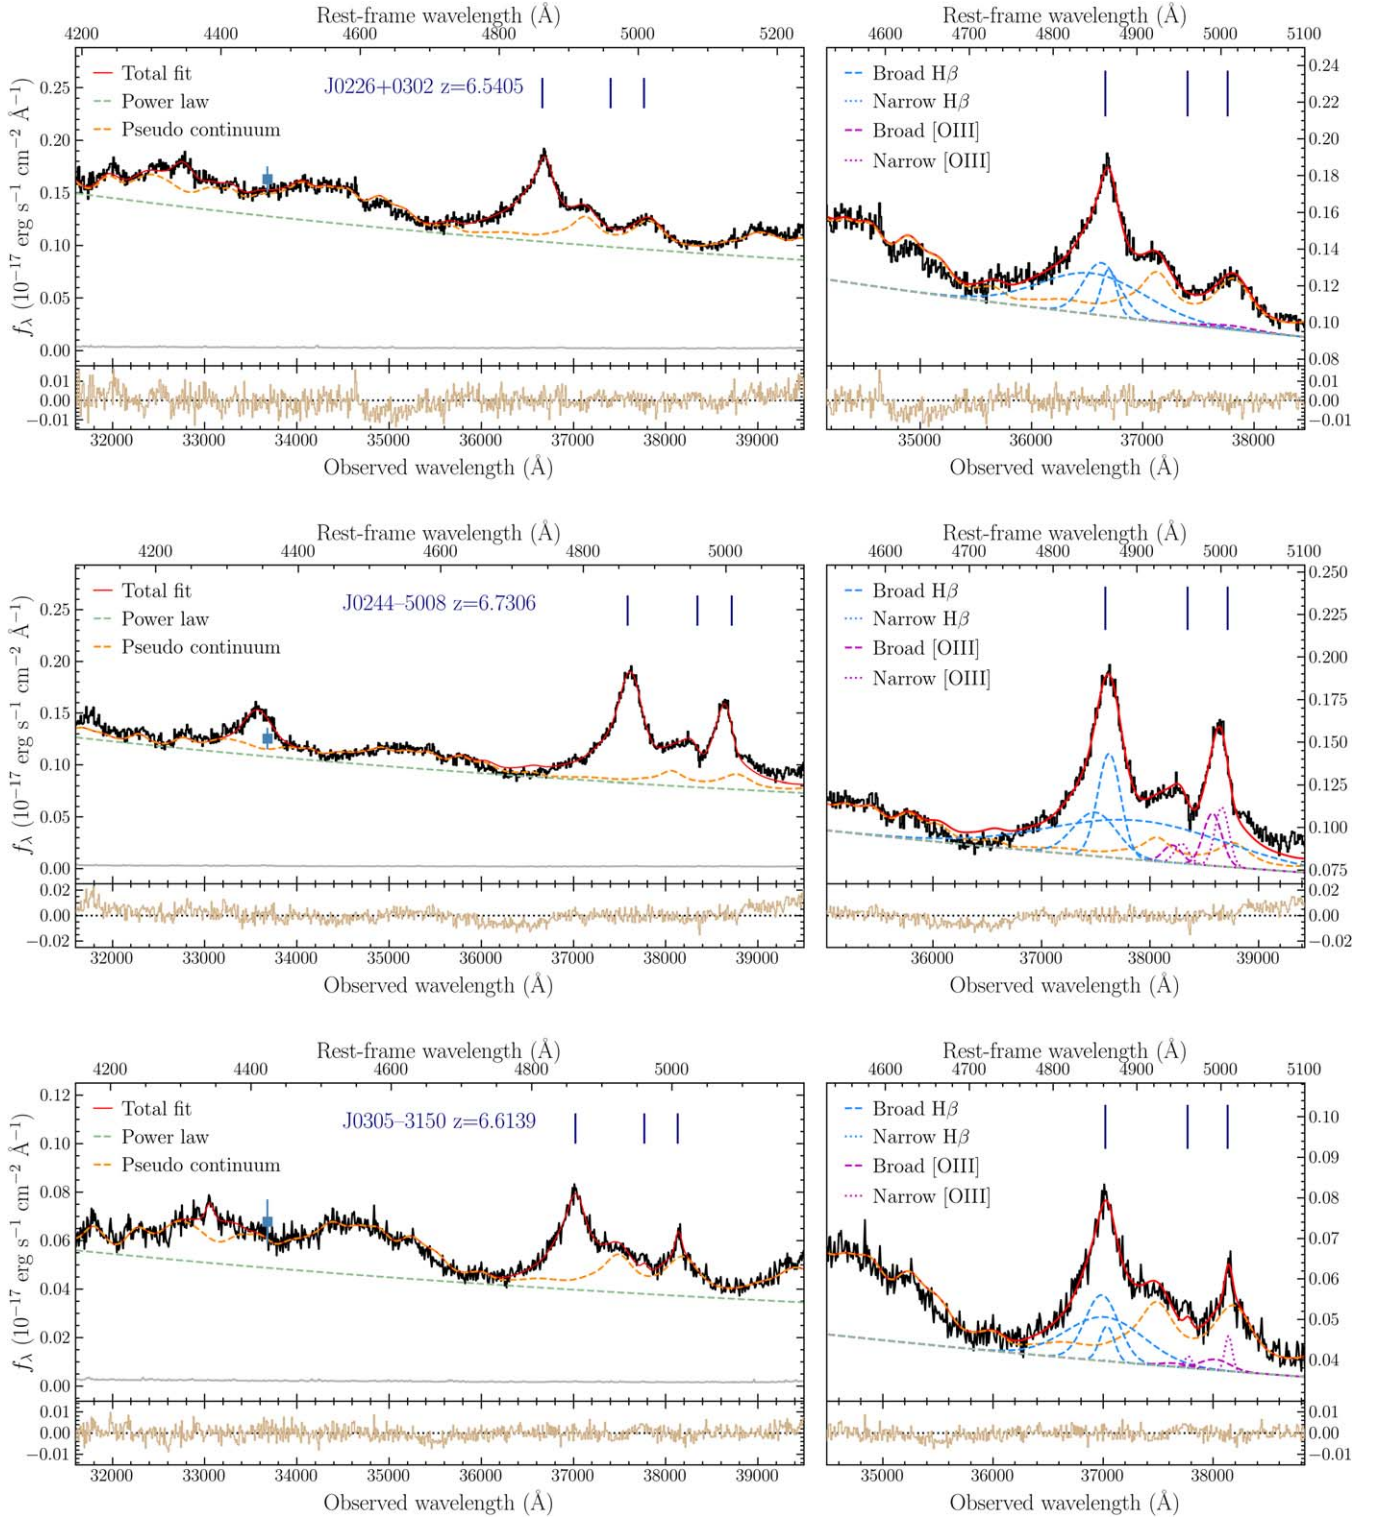 Rest-frame wavelength (Å)
4200 4400 4600 4800 5000 5200
Total fit
Power law
Pseudo continuum
J0226+0302 z=6.5405
fλ (10−17 erg s−1 cm−2 Å−1)
0.25
0.20
0.15
0.10
0.05
0.00
0.01
0.00
−0.01
32000 33000 34000 35000 36000 37000 38000 39000
Observed wavelength (Å)
Rest-frame wavelength (Å)
4600 4700 4800 4900 5000 5100
Broad Hβ
Narrow Hβ
Broad [OIII]
Narrow [OIII]
0.24
0.22
0.20
0.18
0.16
0.14
0.12
0.10
0.08
0.01
0.00
−0.01
35000 36000 37000 38000
Observed wavelength (Å)
Rest-frame wavelength (Å)
4200 4400 4600 4800 5000
Total fit
Power law
Pseudo continuum
J0244–5008 z=6.7306
fλ (10−17 erg s−1 cm−2 Å−1)
0.25
0.20
0.15
0.10
0.05
0.00
0.02
0.00
−0.02
32000 33000 34000 35000 36000 37000 38000 39000
Observed wavelength (Å)
Rest-frame wavelength (Å)
4600 4700 4800 4900 5000 5100
Broad Hβ
Narrow Hβ
Broad [OIII]
Narrow [OIII]
0.250
0.225
0.200
0.175
0.150
0.125
0.100
0.075
0.02
0.00
−0.02
36000 37000 38000 39000
Observed wavelength (Å)
Rest-frame wavelength (Å)
4200 4400 4600 4800 5000
Total fit
Power law
Pseudo continuum
J0305–3150 z=6.6139
fλ (10−17 erg s−1 cm−2 Å−1)
0.12
0.10
0.08
0.06
0.04
0.02
0.00
0.01
0.00
−0.01
32000 33000 34000 35000 36000 37000 38000 39000
Observed wavelength (Å)
Rest-frame wavelength (Å)
4600 4700 4800 4900 5000 5100
Broad Hβ
Narrow Hβ
Broad [OIII]
Narrow [OIII]
0.10
0.09
0.08
0.07
0.06
0.05
0.04
0.01
0.00
−0.01
35000 36000 37000 38000
Observed wavelength (Å)